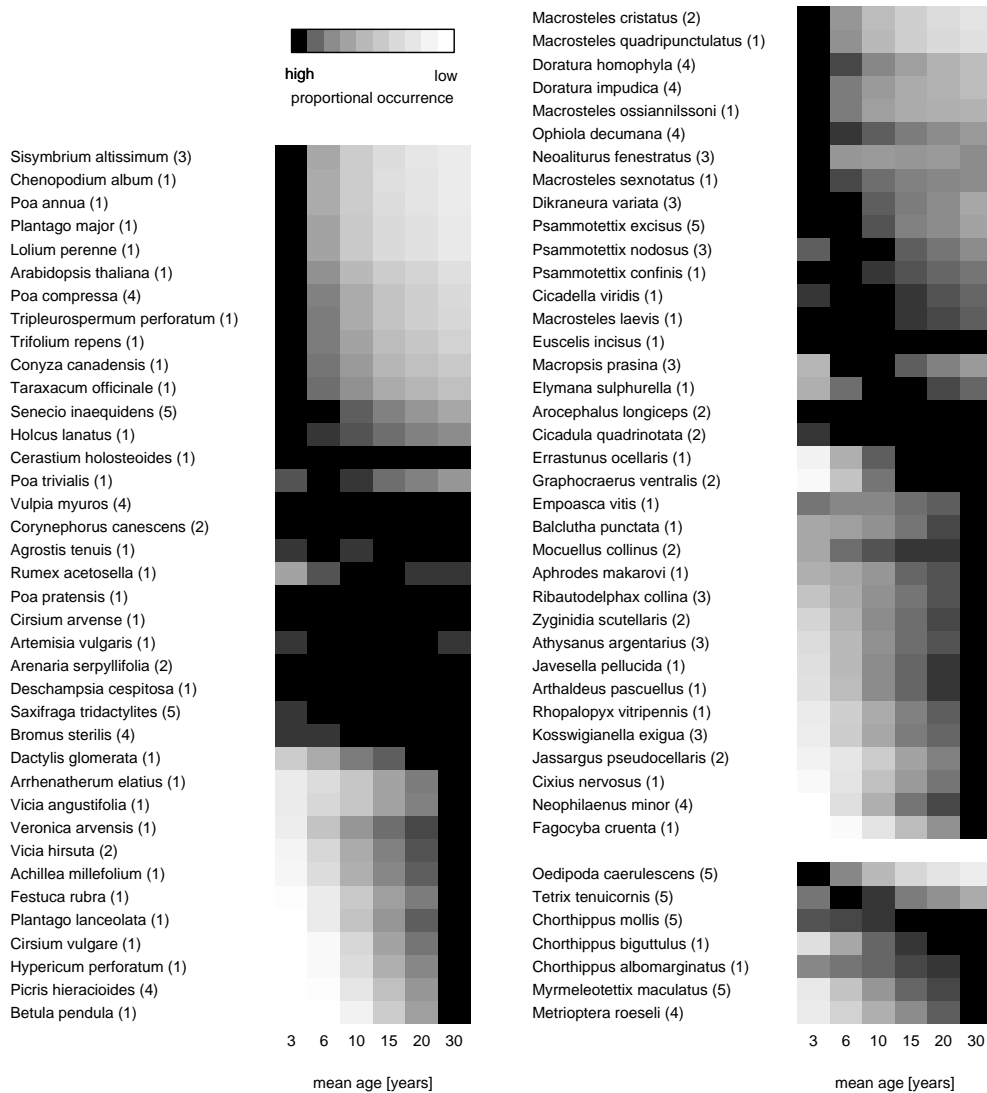 high low
proportional occurrence
Sisymbrium altissimum (3)
Chenopodium album (1)
Poa annua (1)
Plantago major (1)
Lolium perenne (1)
Arabidopsis thaliana (1)
Poa compressa (4)
Tripleurospermum perforatum (1)
Trifolium repens (1)
Conyza canadensis (1)
Taraxacum officinale (1)
Senecio inaequidens (5)
Holcus lanatus (1)
Cerastium holosteoides (1)
Poa trivialis (1)
Vulpia myuros (4)
Corynephorus canescens (2)
Agrostis tenuis (1)
Rumex acetosella (1)
Poa pratensis (1)
Cirsium arvense (1)
Artemisia vulgaris (1)
Arenaria serpyllifolia (2)
Deschampsia cespitosa (1)
Saxifraga tridactylites (5)
Bromus sterilis (4)
Dactylis glomerata (1)
Arrhenatherum elatius (1)
Vicia angustifolia (1)
Veronica arvensis (1)
Vicia hirsuta (2)
Achillea millefolium (1)
Festuca rubra (1)
Plantago lanceolata (1)
Cirsium vulgare (1)
Hypericum perforatum (1)
Picris hieracioides (4)
Betula pendula (1)
3 6 10 15 20 30
mean age [years]
Macrosteles cristatus (2)
Macrosteles quadripunctulatus (1)
Doratura homophyla (4)
Doratura impudica (4)
Macrosteles ossiannilssoni (1)
Ophiola decumana (4)
Neoaliturus fenestratus (3)
Macrosteles sexnotatus (1)
Dikraneura variata (3)
Psammotettix excisus (5)
Psammotettix nodosus (3)
Psammotettix confinis (1)
Cicadella viridis (1)
Macrosteles laevis (1)
Euscelis incisus (1)
Macropsis prasina (3)
Elymana sulphurella (1)
Arocephalus longiceps (2)
Cicadula quadrinotata (2)
Errastunus ocellaris (1)
Graphocraerus ventralis (2)
Empoasca vitis (1)
Balclutha punctata (1)
Mocuellus collinus (2)
Aphrodes makarovi (1)
Ribautodelphax collina (3)
Zyginidia scutellaris (2)
Athysanus argentarius (3)
Javesella pellucida (1)
Arthaldeus pascuellus (1)
Rhopalopyx vitripennis (1)
Kosswigianella exigua (3)
Jassargus pseudocellaris (2)
Cixius nervosus (1)
Neophilaenus minor (4)
Fagocyba cruenta (1)
Oedipoda caerulescens (5)
Tetrix tenuicornis (5)
Chorthippus mollis (5)
Chorthippus biguttulus (1)
Chorthippus albomarginatus (1)
Myrmeleotettix maculatus (5)
Metrioptera roeseli (4)
3 6 10 15 20 30
mean age [years]